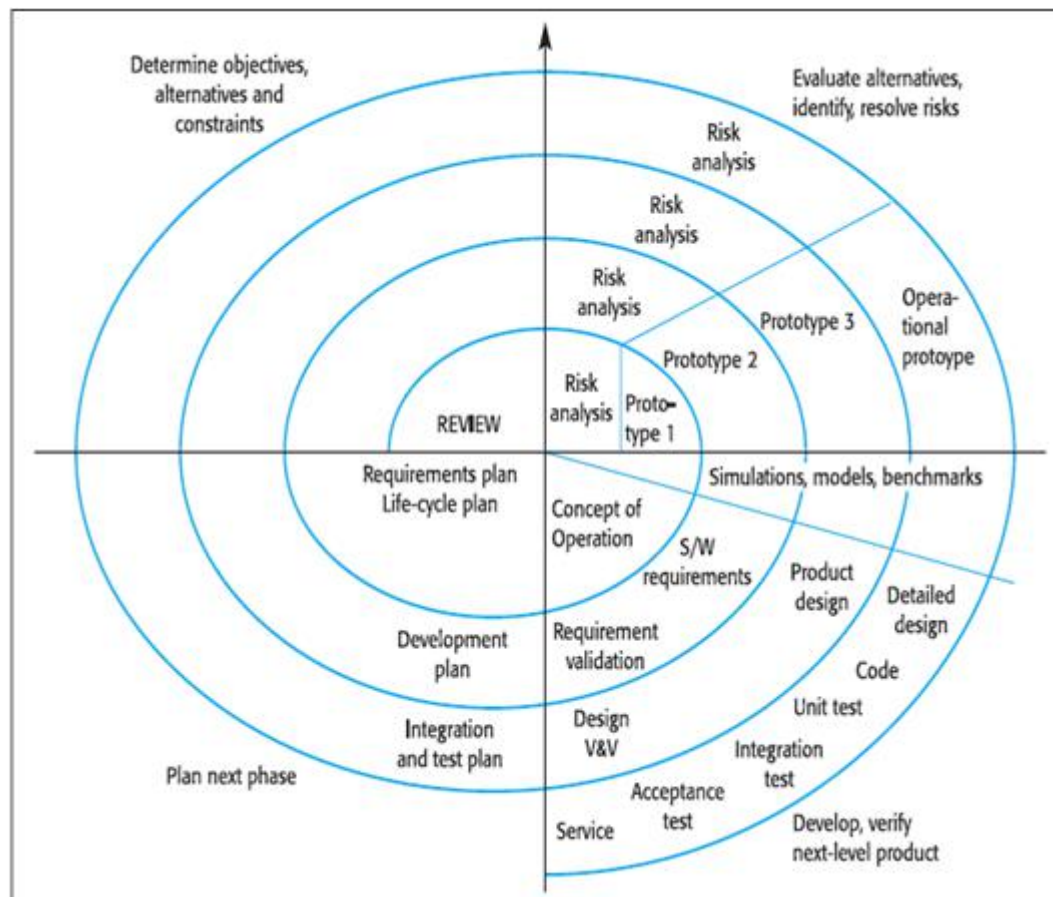 Determine objectives,
alternatives and
constraints
Evaluate alternatives,
identify, resolve risks
Risk
analysis
Risk
analysis
Risk
analysis
Risk
analysis
Proto-
type 1
Prototype 2
Prototype 3
Opera-
tional
protoype
REVIEW
Requirements plan
Life-cycle plan
Concept of
Operation
Simulations, models, benchmarks
S/W
requirements
Product
design
Detailed
design
Development
plan
Requirement
validation
Code
Unit test
Integration
and test plan
Design
V&V
Integration
test
Plan next phase
Acceptance
test
Service
Develop, verify
next-level product